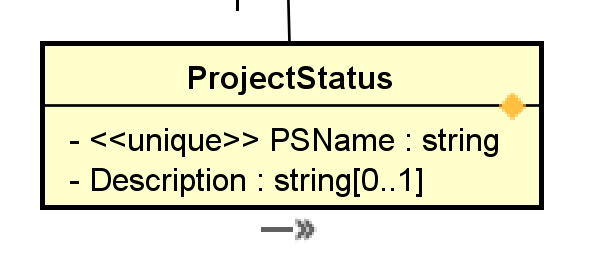 ProjectStatus
- <<unique>> PSName : string
- Description : string[0..1]